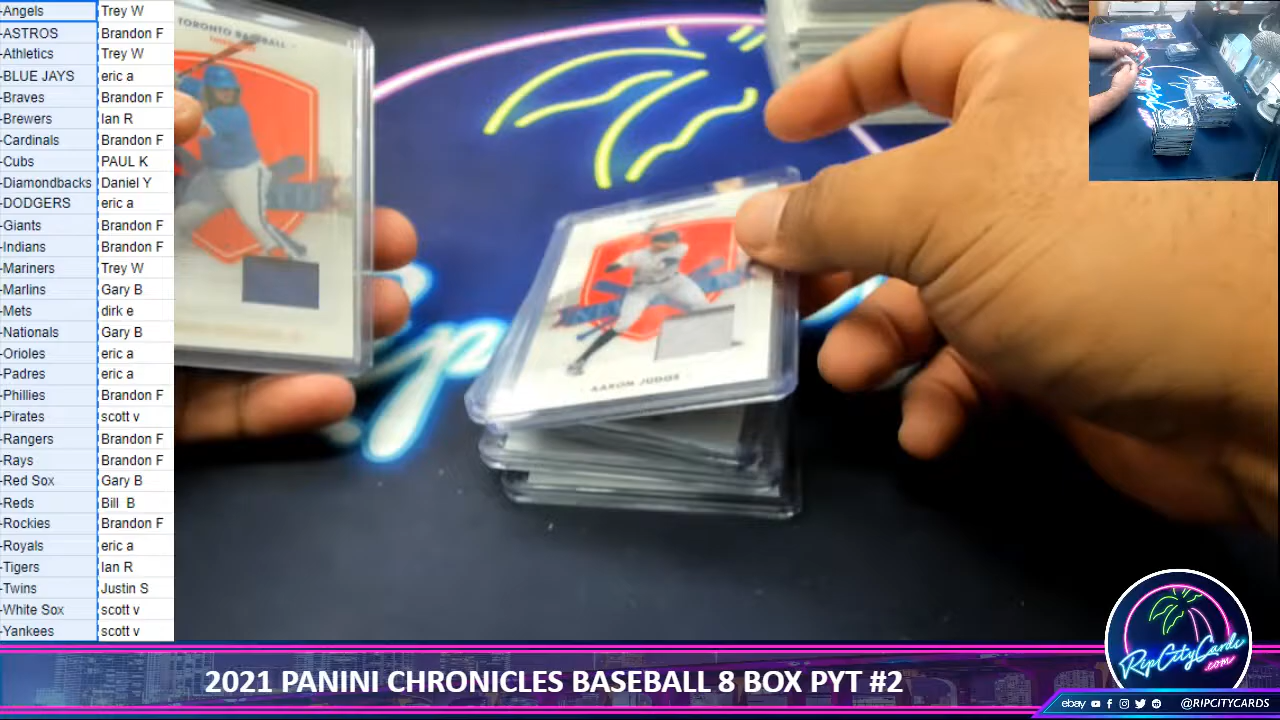 -Angels Trey W
-ASTROS Brandon F
-Athletics Trey W
-BLUE JAYS eric a
-Braves Brandon F
-Brewers Ian R
-Cardinals Brandon F
-Cubs PAUL K
-Diamondbacks Daniel Y
-DODGERS eric a
-Giants Brandon F
-Indians Brandon F
-Mariners Trey W
-Marlins Gary B
-Mets dirk e
-Nationals Gary B
-Orioles eric a
-Padres eric a
-Phillies Brandon F
-Pirates scott v
-Rangers Brandon F
-Rays Brandon F
-Red Sox Gary B
-Reds Bill B
-Rockies Brandon F
-Royals eric a
-Tigers Ian R
-Twins Justin S
-White Sox scott v
-Yankees scott v
TORONTO BASEBALL
AARON JUDGE
RipCityCards
.com
2021 PANINI CHRONICLES BASEBALL 8 BOX PYT #2
ebay @RIPCITYCARDS